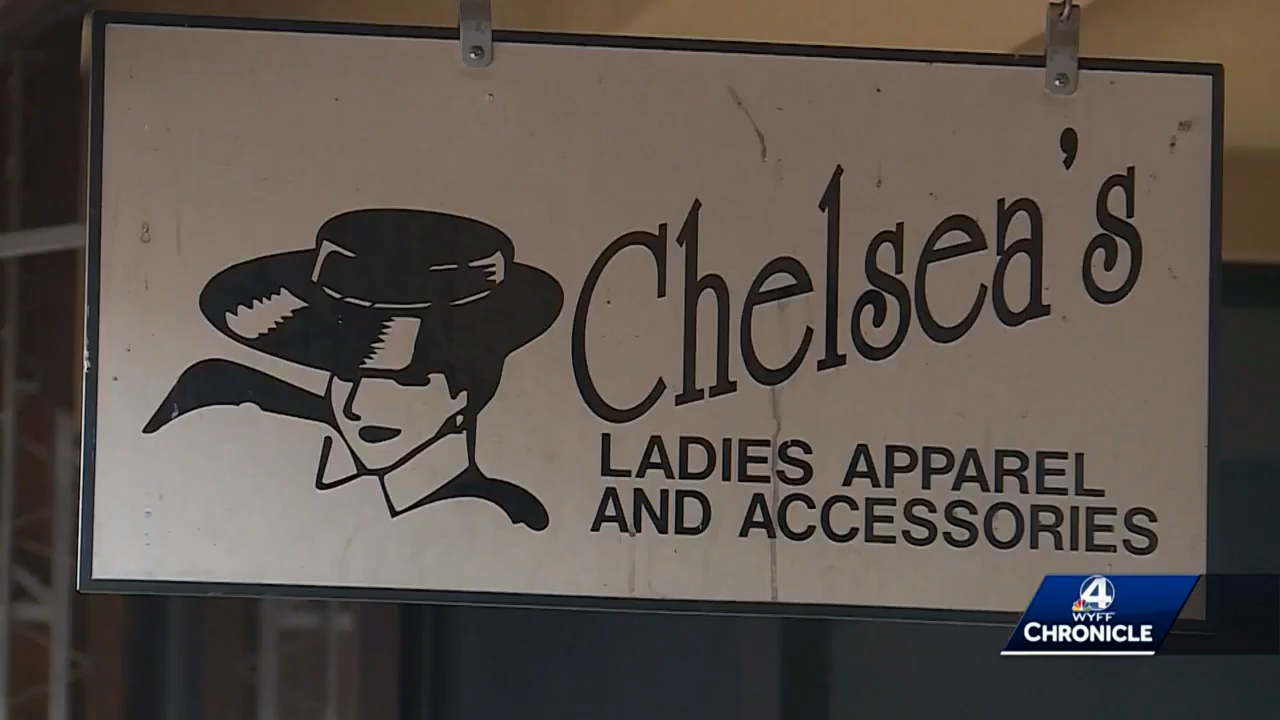 Chelsea's
LADIES APPAREL
AND ACCESSORIES
4
WYFF
CHRONICLE